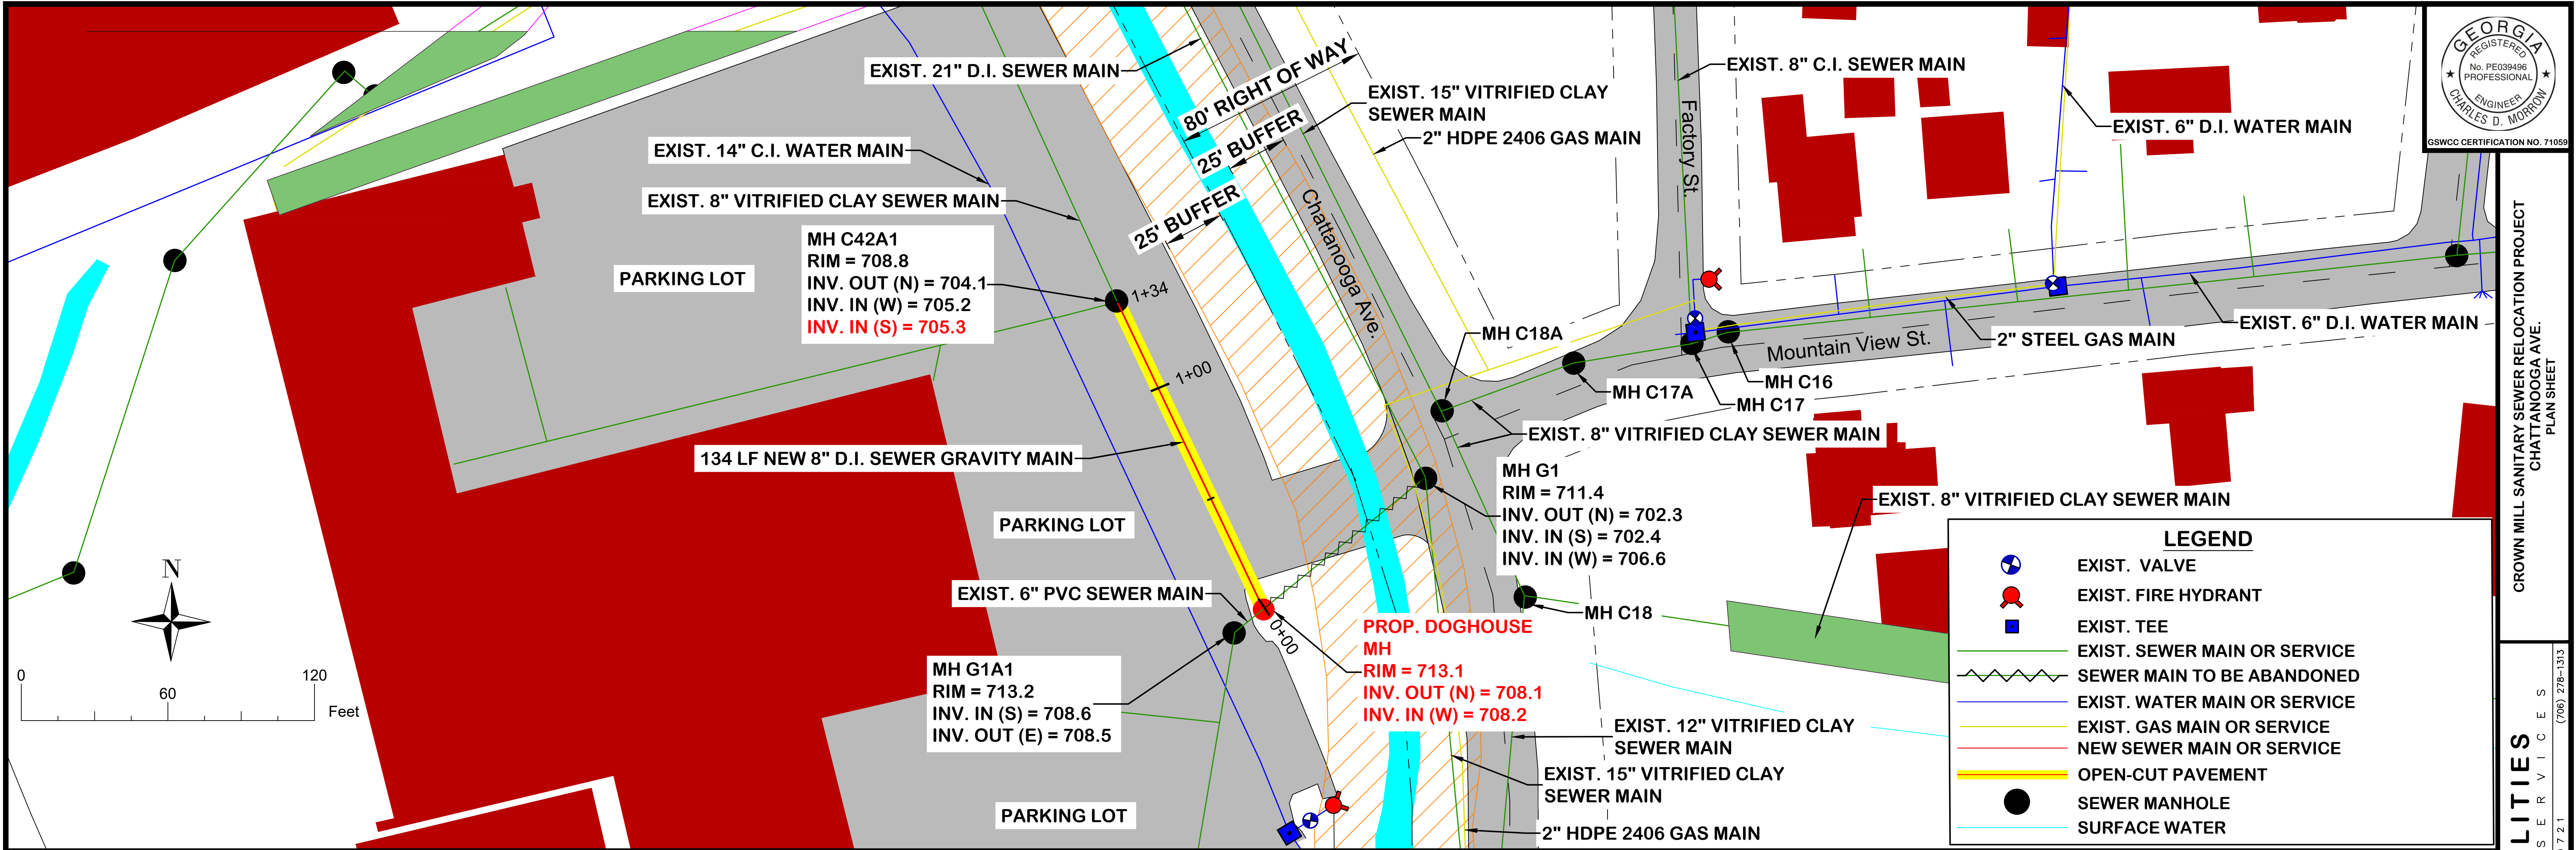 EXIST. 21" D.I. SEWER MAIN
80' RIGHT OF WAY
25' BUFFER
25' BUFFER
EXIST. 15" VITRIFIED CLAY
SEWER MAIN
2" HDPE 2406 GAS MAIN
EXIST. 8" C.I. SEWER MAIN
Factory St.
EXIST. 6" D.I. WATER MAIN
GEORGIA
REGISTERED
No. PE039496
PROFESSIONAL
ENGINEER
CHARLES D. MORROW
GSWCC CERTIFICATION NO. 71059
EXIST. 14" C.I. WATER MAIN
EXIST. 8" VITRIFIED CLAY SEWER MAIN
MH C42A1
RIM = 708.8
INV. OUT (N) = 704.1
INV. IN (W) = 705.2
INV. IN (S) = 705.3
PARKING LOT
1+34
1+00
Chattanooga Ave.
MH C18A
MH C17A
MH C17
MH C16
Mountain View St.
2" STEEL GAS MAIN
EXIST. 6" D.I. WATER MAIN
EXIST. 8" VITRIFIED CLAY SEWER MAIN
134 LF NEW 8" D.I. SEWER GRAVITY MAIN
MH G1
RIM = 711.4
INV. OUT (N) = 702.3
INV. IN (S) = 702.4
INV. IN (W) = 706.6
EXIST. 8" VITRIFIED CLAY SEWER MAIN
PARKING LOT
EXIST. 6" PVC SEWER MAIN
0+00
MH C18
PROP. DOGHOUSE
MH
RIM = 713.1
INV. OUT (N) = 708.1
INV. IN (W) = 708.2
MH G1A1
RIM = 713.2
INV. IN (S) = 708.6
INV. OUT (E) = 708.5
EXIST. 12" VITRIFIED CLAY
SEWER MAIN
EXIST. 15" VITRIFIED CLAY
SEWER MAIN
2" HDPE 2406 GAS MAIN
PARKING LOT
N
0
60
120
Feet
LEGEND
EXIST. VALVE
EXIST. FIRE HYDRANT
EXIST. TEE
EXIST. SEWER MAIN OR SERVICE
SEWER MAIN TO BE ABANDONED
EXIST. WATER MAIN OR SERVICE
EXIST. GAS MAIN OR SERVICE
NEW SEWER MAIN OR SERVICE
OPEN-CUT PAVEMENT
SEWER MANHOLE
SURFACE WATER
CROWN MILL SANITARY SEWER RELOCATION PROJECT
CHATTANOOGA AVE.
PLAN SHEET
LITIES
SERVICES
(706) 278-1313
721